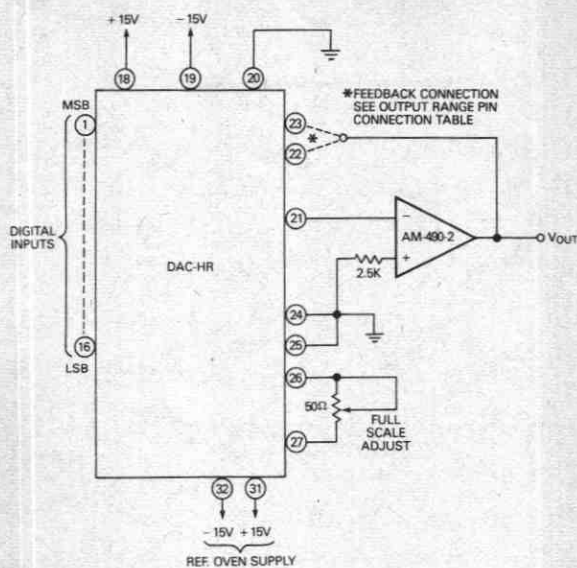 +15V
-15V
18
19
20
MSB
1
*FEEDBACK CONNECTION
SEE OUTPUT RANGE PIN
CONNECTION TABLE
23
*
22
21
−
AM-490-2
VOUT
DIGITAL
INPUTS
DAC-HR
+
2.5K
24
25
16
LSB
26
50Ω
FULL
SCALE
ADJUST
27
32
31
-15V +15V
REF. OVEN SUPPLY